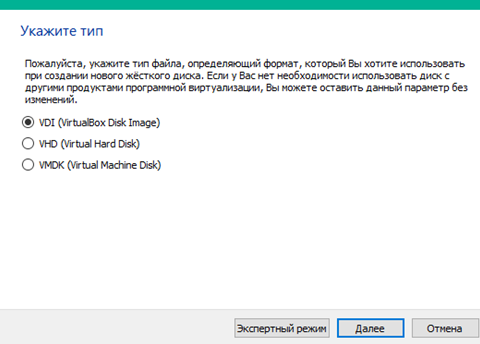 Укажите тип
Пожалуйста, укажите тип файла, определяющий формат, который Вы хотите использовать
при создании нового жёсткого диска. Если у Вас нет необходимости использовать диск с
другими продуктами программной виртуализации, Вы можете оставить данный параметр без
изменений.
VDI (VirtualBox Disk Image)
VHD (Virtual Hard Disk)
VMDK (Virtual Machine Disk)
Экспертный режим Далее Отмена